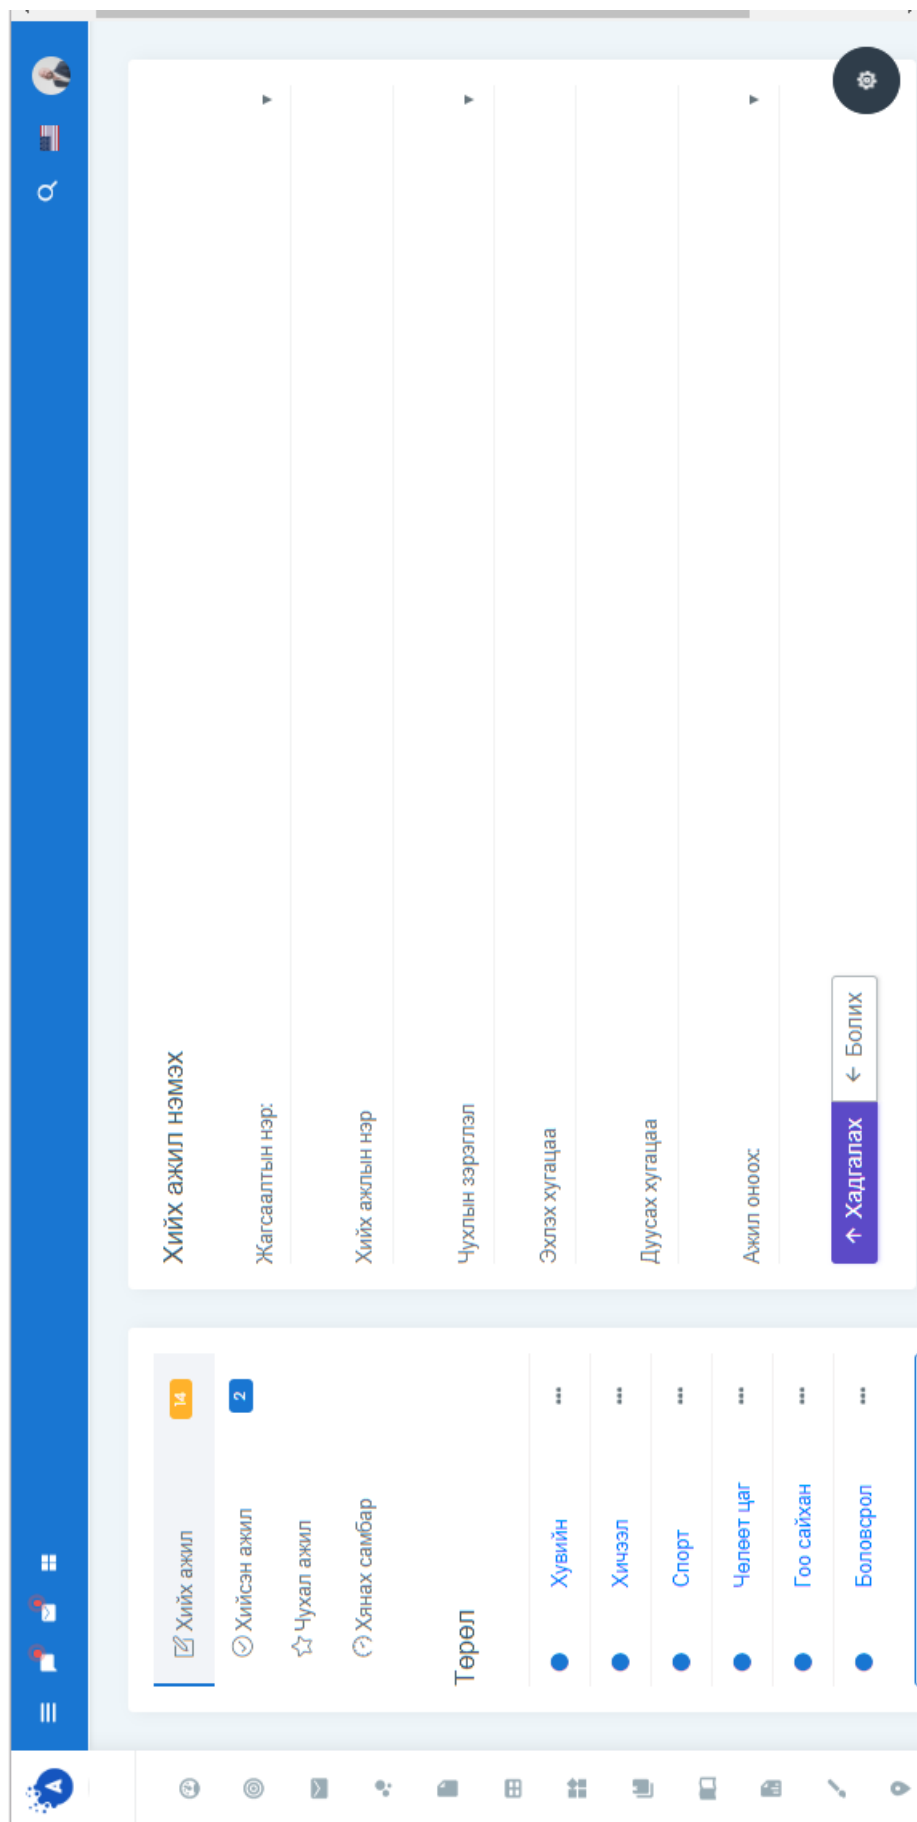 A
Хийх ажил 14
Хийсэн ажил 2
Чухал ажил
Хянах самбар
Төрөл
Хувийн
Хичээл
Спорт
Чөлөөт цаг
Гоо сайхан
Боловсрол
Хийх ажил нэмэх
Жагсаалтын нэр:
Хийх ажлын нэр
Чухлын зэрэглэл
Эхлэх хугацаа
Дуусах хугацаа
Ажил оноох:
Хадгалах
Болих